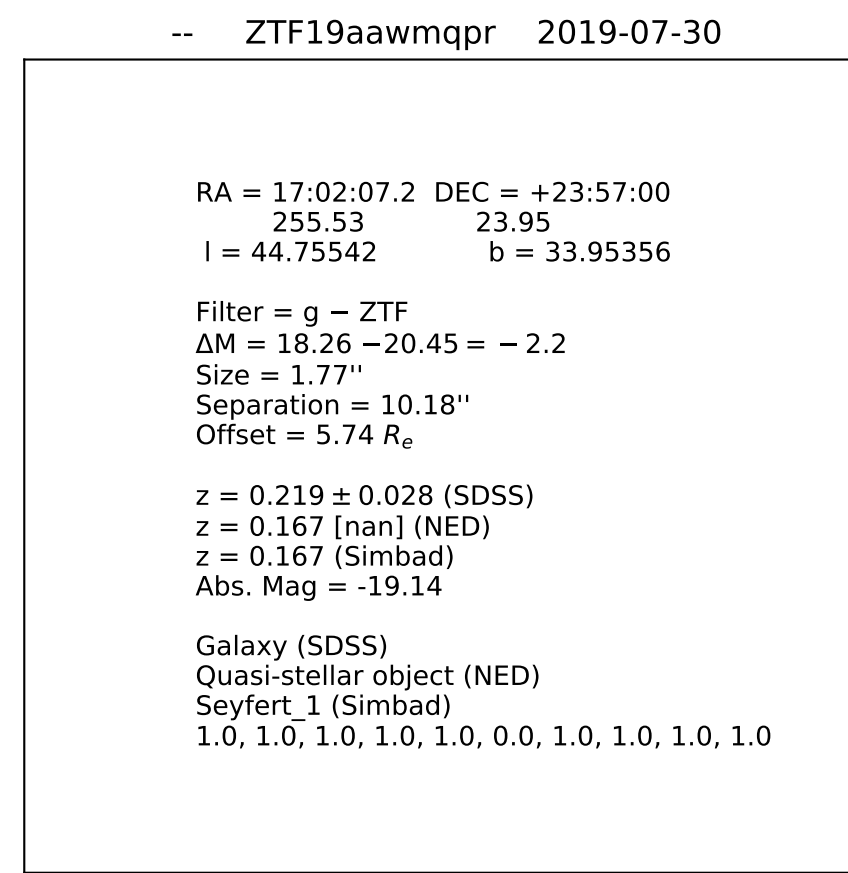 -- ZTF19aawmqpr 2019-07-30
RA = 17:02:07.2 DEC = +23:57:00
255.53 23.95
l = 44.75542 b = 33.95356
Filter = g − ZTF
ΔM = 18.26 −20.45 = − 2.2
Size = 1.77''
Separation = 10.18''
Offset = 5.74 Rₑ
z = 0.219 ± 0.028 (SDSS)
z = 0.167 [nan] (NED)
z = 0.167 (Simbad)
Abs. Mag = -19.14
Galaxy (SDSS)
Quasi-stellar object (NED)
Seyfert_1 (Simbad)
1.0, 1.0, 1.0, 1.0, 1.0, 0.0, 1.0, 1.0, 1.0, 1.0